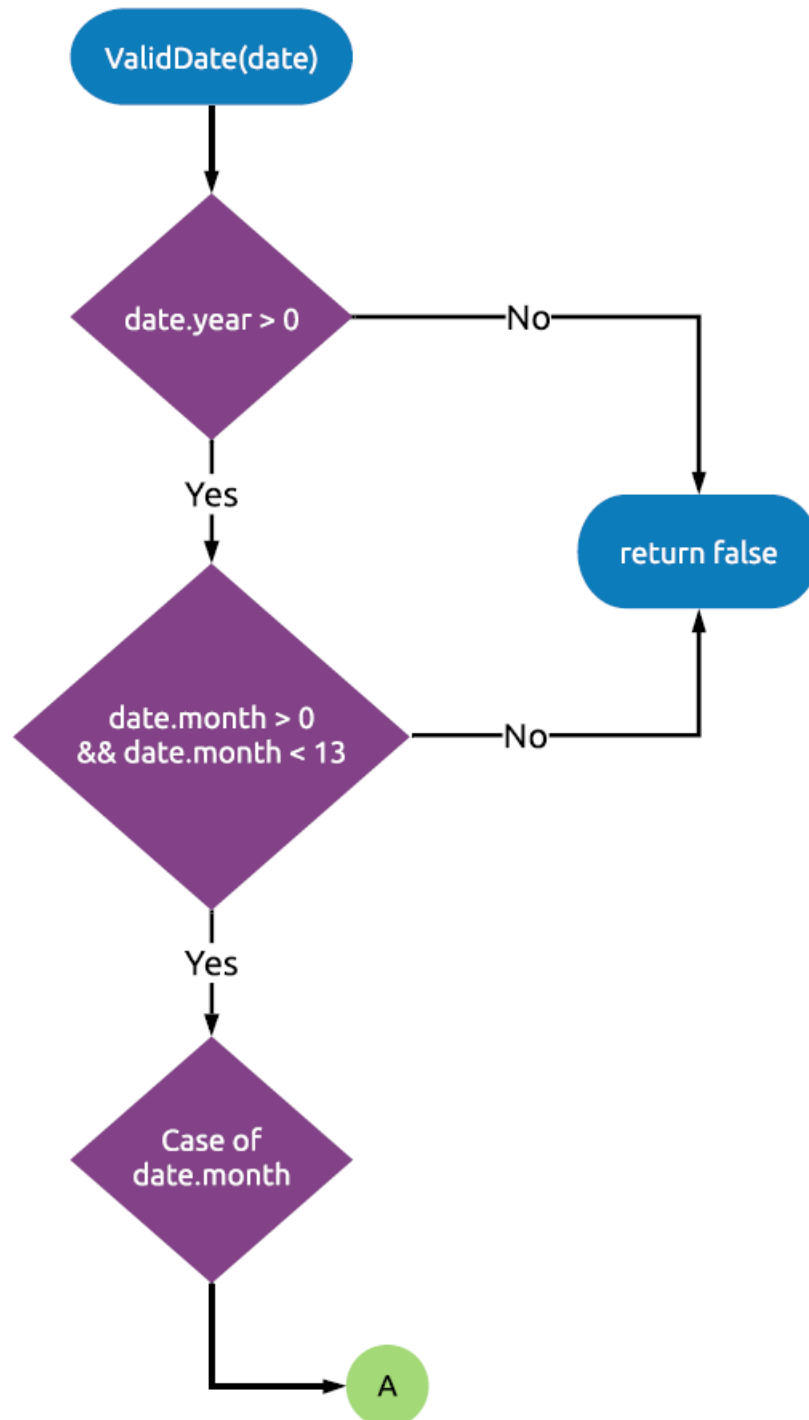 ValidDate(date)
date.year > 0
No
Yes
return false
date.month > 0
&& date.month < 13
No
Yes
Case of
date.month
A